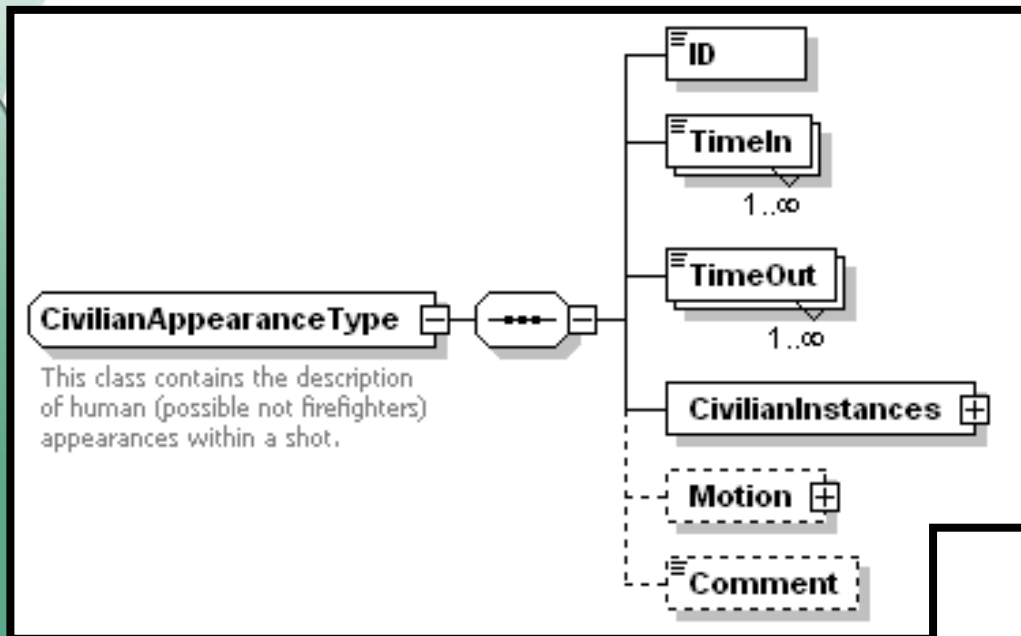 ID
TimeIn
1..∞
TimeOut
1..∞
CivilianAppearanceType
This class contains the description
of human (possible not firefighters)
appearances within a shot.
CivilianInstances
Motion
Comment